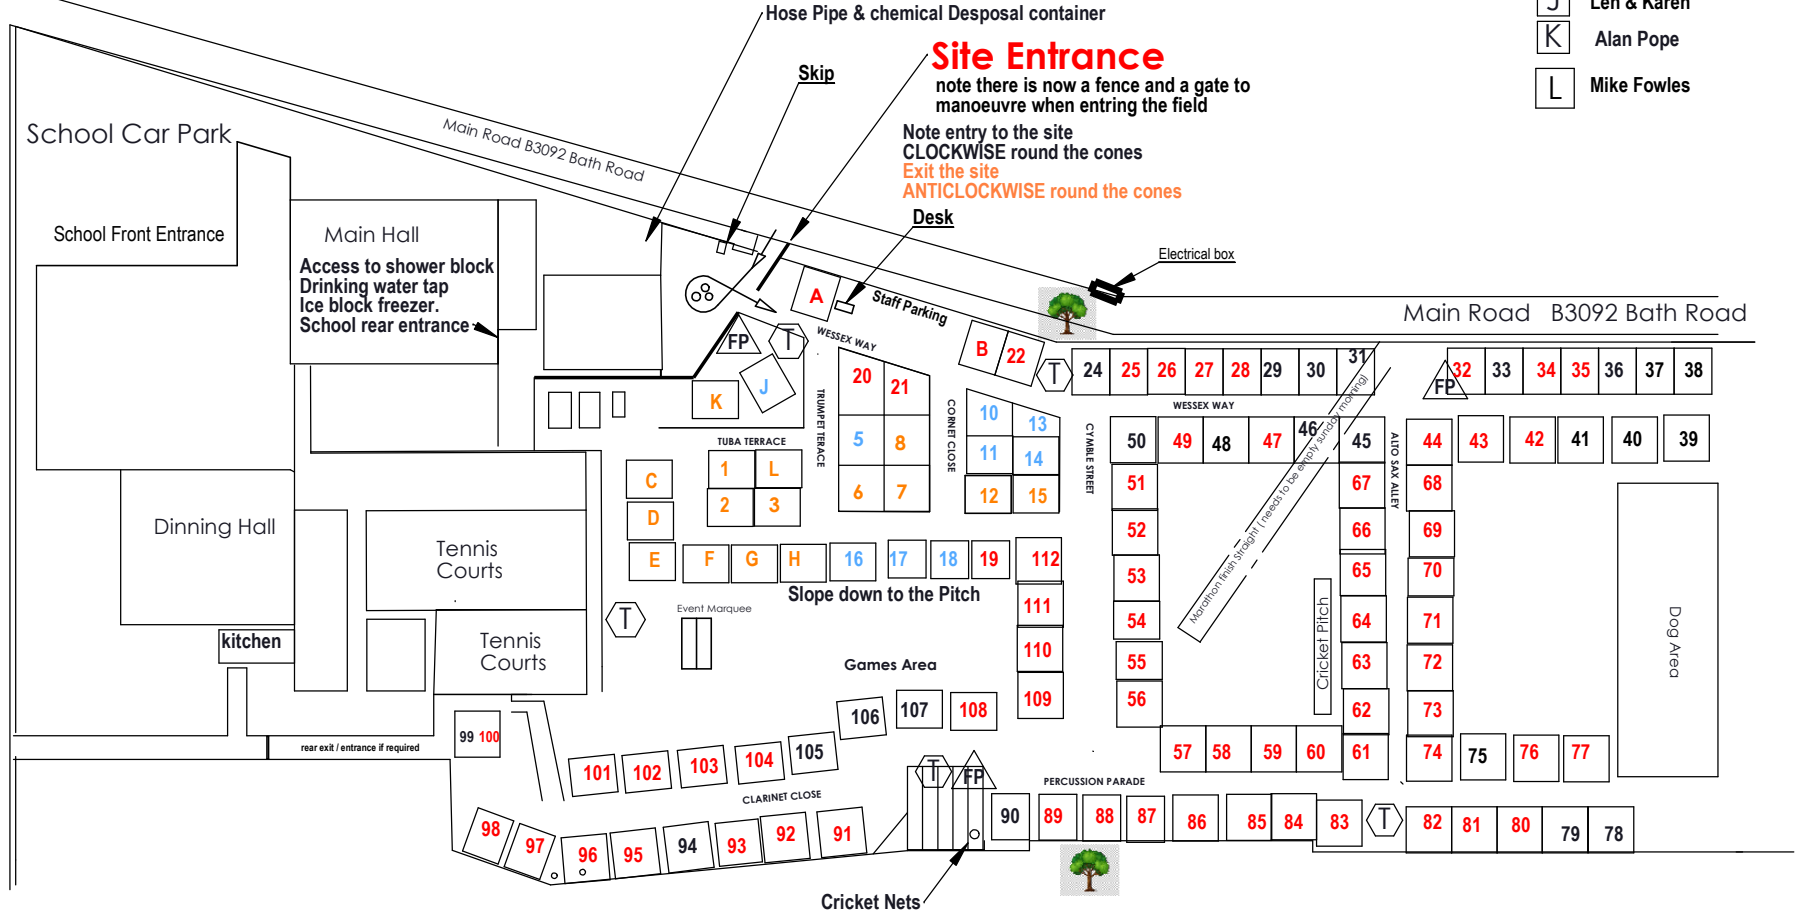 Hose Pipe & chemical Desposal container
J Len & Karen
K Alan Pope
L Mike Fowles
Site Entrance
note there is now a fence and a gate to
manoeuvre when entring the field
Skip
Note entry to the site
CLOCKWISE round the cones
Exit the site
ANTICLOCKWISE round the cones
School Car Park
Main Road B3092 Bath Road
Desk
School Front Entrance
Main Hall
Access to shower block
Drinking water tap
Ice block freezer.
School rear entrance
Electrical box
A
Staff Parking
Main Road B3092 Bath Road
FP
T
WESSEX WAY
B 22
T
24 25 26 27 28 29 30 31
FP
32 33 34 35 36 37 38
K
J
20 21
TRUMPET TERACE
CORNET CLOSE
10 13
WESSEX WAY
TUBA TERRACE
5 8
11 14
CYMBLE STREET
50 49 48 47 46 45
ALTO SAX ALLEY
44 43 42 41 40 39
C
1 L
6 7
12 15
51
67
68
D
2 3
52
66
69
Marathon finish Straight ( needs to be empty sunday morning)
Dinning Hall
Tennis
Courts
E F G H 16 17 18 19 112
53
65
70
Slope down to the Pitch
T
Event Marquee
111
54
64
71
Cricket Pitch
Dog Area
kitchen
Tennis
Courts
Games Area
110
55
63
72
109
56
62
73
106 107 108
99 100
rear exit / entrance if required
101 102 103 104 105
57 58 59 60 61
74 75 76 77
T
FP
PERCUSSION PARADE
CLARINET CLOSE
98 97 96 95 94 93 92 91
90 89 88 87 86 85 84 83
T
82 81 80 79 78
Cricket Nets